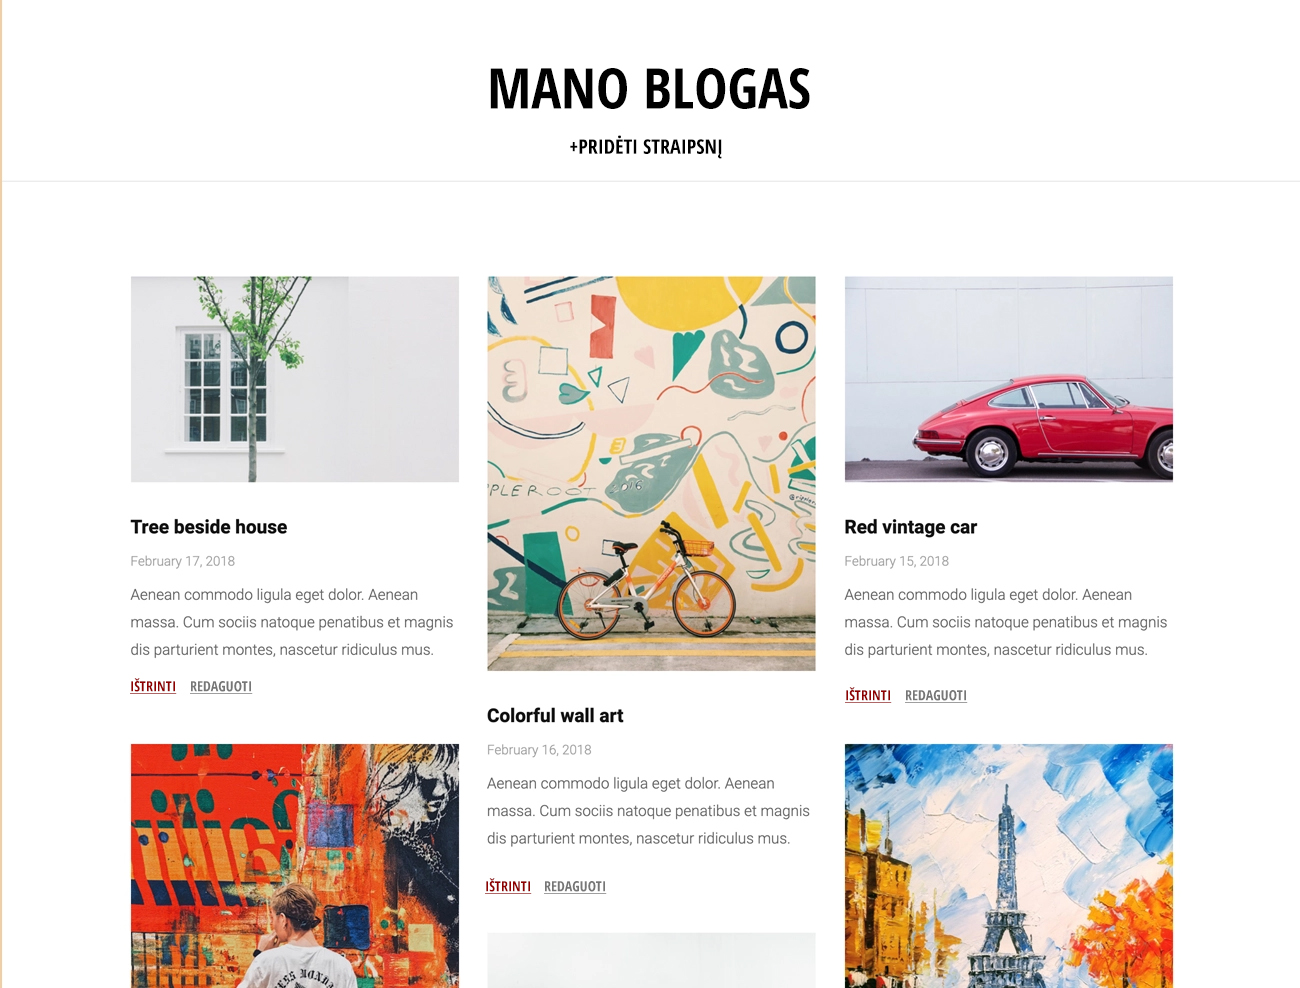 MANO BLOGAS
+PRIDĖTI STRAIPSNĮ
Tree beside house
February 17, 2018
Aenean commodo ligula eget dolor. Aenean
massa. Cum sociis natoque penatibus et magnis
dis parturient montes, nascetur ridiculus mus.
IŠTRINTI REDAGUOTI
PLE ROOT 2016
Colorful wall art
February 16, 2018
Aenean commodo ligula eget dolor. Aenean
massa. Cum sociis natoque penatibus et magnis
dis parturient montes, nascetur ridiculus mus.
IŠTRINTI REDAGUOTI
Red vintage car
February 15, 2018
Aenean commodo ligula eget dolor. Aenean
massa. Cum sociis natoque penatibus et magnis
dis parturient montes, nascetur ridiculus mus.
IŠTRINTI REDAGUOTI